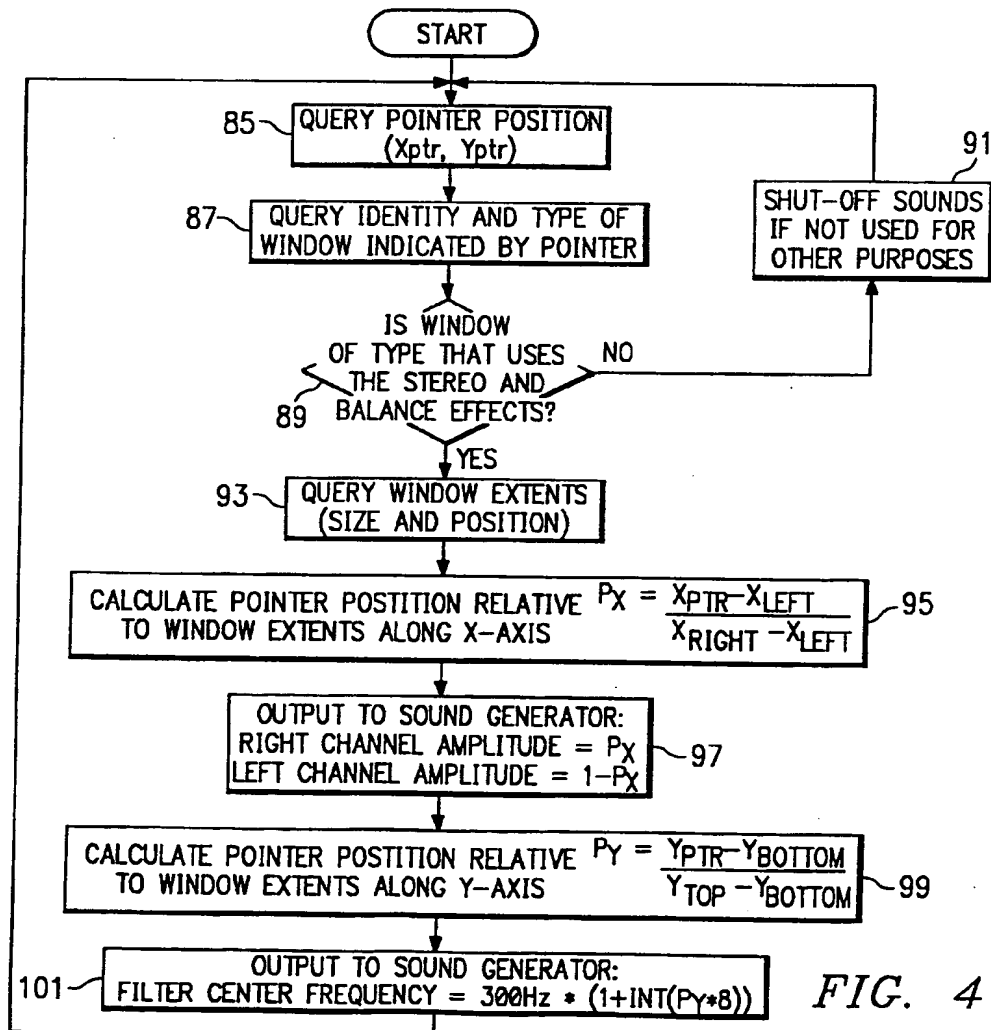 START
85
QUERY POINTER POSITION
(Xptr, Yptr)
87
QUERY IDENTITY AND TYPE OF
WINDOW INDICATED BY POINTER
91
SHUT-OFF SOUNDS
IF NOT USED FOR
OTHER PURPOSES
IS WINDOW
OF TYPE THAT USES
THE STEREO AND
BALANCE EFFECTS?
89
NO
YES
93
QUERY WINDOW EXTENTS
(SIZE AND POSITION)
CALCULATE POINTER POSTITION RELATIVE
TO WINDOW EXTENTS ALONG X-AXIS
PX = XPTR-XLEFT
XRIGHT -XLEFT
95
OUTPUT TO SOUND GENERATOR:
RIGHT CHANNEL AMPLITUDE = PX
LEFT CHANNEL AMPLITUDE = 1-PX
97
CALCULATE POINTER POSTITION RELATIVE
TO WINDOW EXTENTS ALONG Y-AXIS
PY = YPTR-YBOTTOM
YTOP -YBOTTOM
99
101
OUTPUT TO SOUND GENERATOR:
FILTER CENTER FREQUENCY = 300Hz * (1+INT(PY*8))
FIG. 4